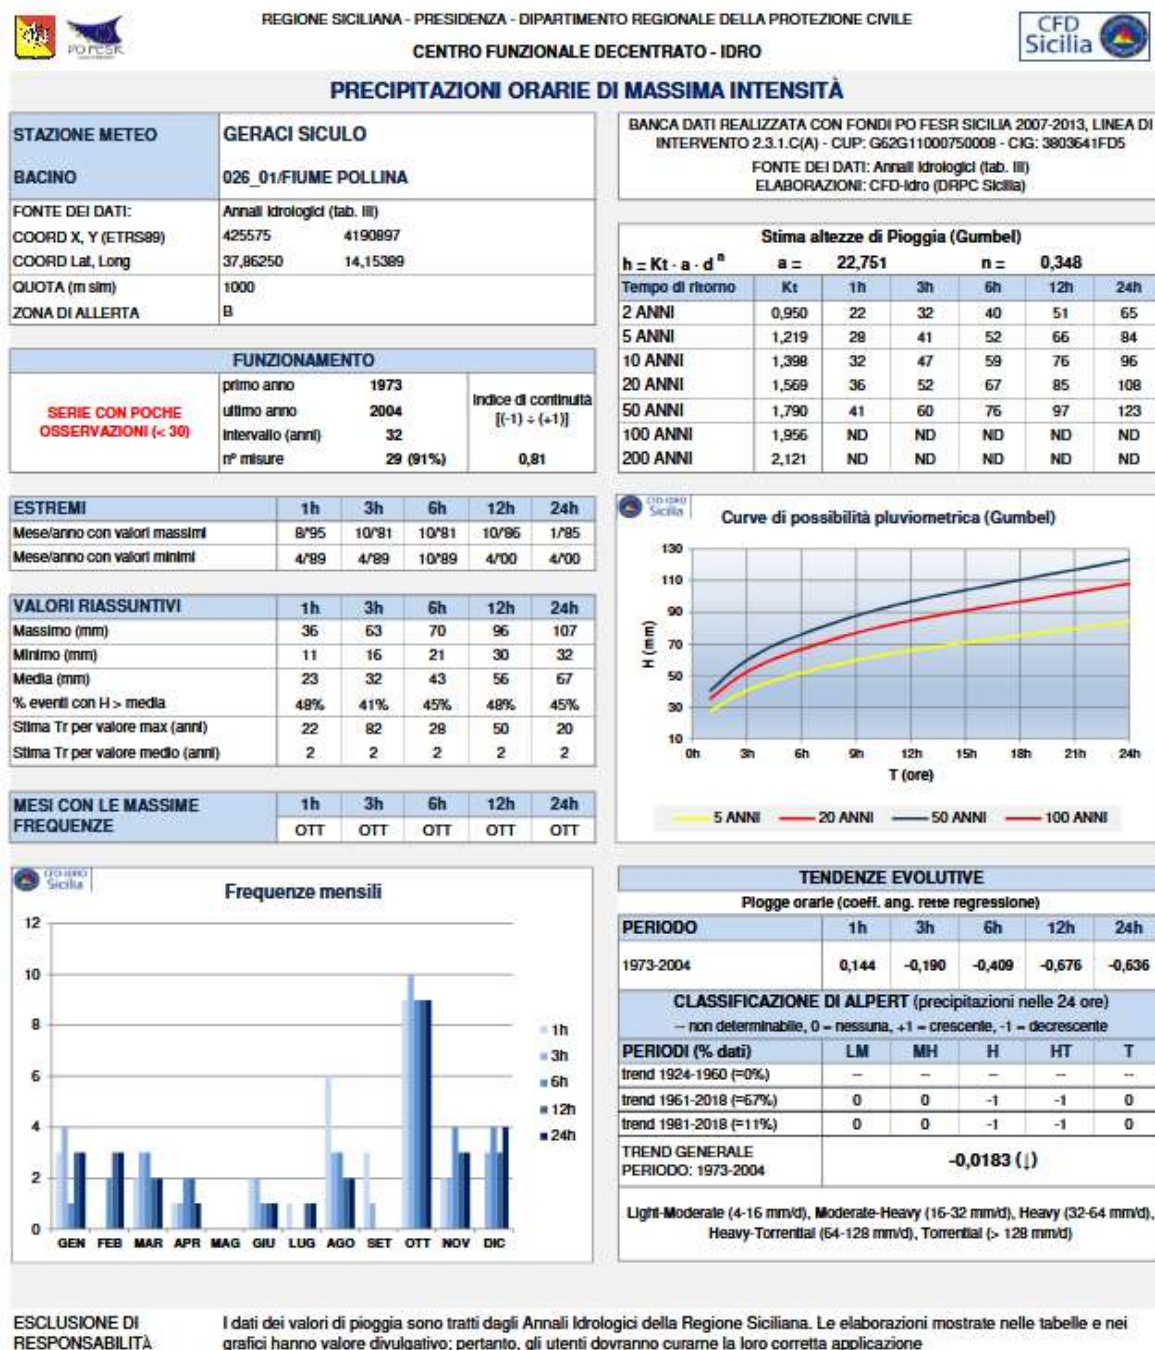 REGIONE SICILIANA - PRESIDENZA - DIPARTIMENTO REGIONALE DELLA PROTEZIONE CIVILE
CENTRO FUNZIONALE DECENTRATO - IDRO
PO FESR
CFD
Sicilia
PRECIPITAZIONI ORARIE DI MASSIMA INTENSITÀ
STAZIONE METEO GERACI SICULO
BACINO 026_01/FIUME POLLINA
FONTE DEI DATI: Annali Idrologici (tab. III)
COORD X, Y (ETRS89) 425575 4190897
COORD Lat, Long 37,86250 14,15389
QUOTA (m slm) 1000
ZONA DI ALLERTA B
BANCA DATI REALIZZATA CON FONDI PO FESR SICILIA 2007-2013, LINEA DI
INTERVENTO 2.3.1.C(A) - CUP: G62G11000750008 - CIG: 3803641FD5
FONTE DEI DATI: Annali Idrologici (tab. III)
ELABORAZIONI: CFD-Idro (DRPC Sicilia)
FUNZIONAMENTO
SERIE CON POCHE
OSSERVAZIONI (< 30)
primo anno 1973
ultimo anno 2004
intervallo (anni) 32
n° misure 29 (91%)
Indice di continuità
[(-1) ÷ (+1)]
0,81
Stima altezze di Pioggia (Gumbel)
h = Kt · a · d^n a = 22,751 n = 0,348
Tempo di ritorno Kt 1h 3h 6h 12h 24h
2 ANNI 0,950 22 32 40 51 65
5 ANNI 1,219 28 41 52 66 84
10 ANNI 1,398 32 47 59 76 96
20 ANNI 1,569 36 52 67 85 108
50 ANNI 1,790 41 60 76 97 123
100 ANNI 1,956 ND ND ND ND ND
200 ANNI 2,121 ND ND ND ND ND
ESTREMI 1h 3h 6h 12h 24h
Mese/anno con valori massimi 8/'95 10/'81 10/'81 10/'86 1/'85
Mese/anno con valori minimi 4/'89 4/'89 10/'89 4/'00 4/'00
VALORI RIASSUNTIVI 1h 3h 6h 12h 24h
Massimo (mm) 36 63 70 96 107
Minimo (mm) 11 16 21 30 32
Media (mm) 23 32 43 56 67
% eventi con H > media 48% 41% 45% 48% 45%
Stima Tr per valore max (anni) 22 82 28 50 20
Stima Tr per valore medio (anni) 2 2 2 2 2
MESI CON LE MASSIME
FREQUENZE
1h 3h 6h 12h 24h
OTT OTT OTT OTT OTT
CFD-IDRO
Sicilia
Curve di possibilità pluviometrica (Gumbel)
H (mm)
130
110
90
70
50
30
10
0h 3h 6h 9h 12h 15h 18h 21h 24h
T (ore)
5 ANNI 20 ANNI 50 ANNI 100 ANNI
CFD-IDRO
Sicilia
Frequenze mensili
12
10
8
6
4
2
0
GEN FEB MAR APR MAG GIU LUG AGO SET OTT NOV DIC
1h
3h
6h
12h
24h
TENDENZE EVOLUTIVE
Piogge orarie (coeff. ang. rette regressione)
PERIODO 1h 3h 6h 12h 24h
1973-2004 0,144 -0,190 -0,409 -0,676 -0,636
CLASSIFICAZIONE DI ALPERT (precipitazioni nelle 24 ore)
-- non determinabile, 0 = nessuna, +1 = crescente, -1 = decrescente
PERIODI (% dati) LM MH H HT T
trend 1924-1960 (=0%) -- -- -- -- --
trend 1961-2018 (=67%) 0 0 -1 -1 0
trend 1981-2018 (=11%) 0 0 -1 -1 0
TREND GENERALE
PERIODO: 1973-2004
-0,0183 (↓)
Light-Moderate (4-16 mm/d), Moderate-Heavy (16-32 mm/d), Heavy (32-64 mm/d),
Heavy-Torrential (64-128 mm/d), Torrential (> 128 mm/d)
ESCLUSIONE DI
RESPONSABILITÀ
I dati dei valori di pioggia sono tratti dagli Annali Idrologici della Regione Siciliana. Le elaborazioni mostrate nelle tabelle e nei
grafici hanno valore divulgativo; pertanto, gli utenti dovranno curarne la loro corretta applicazione